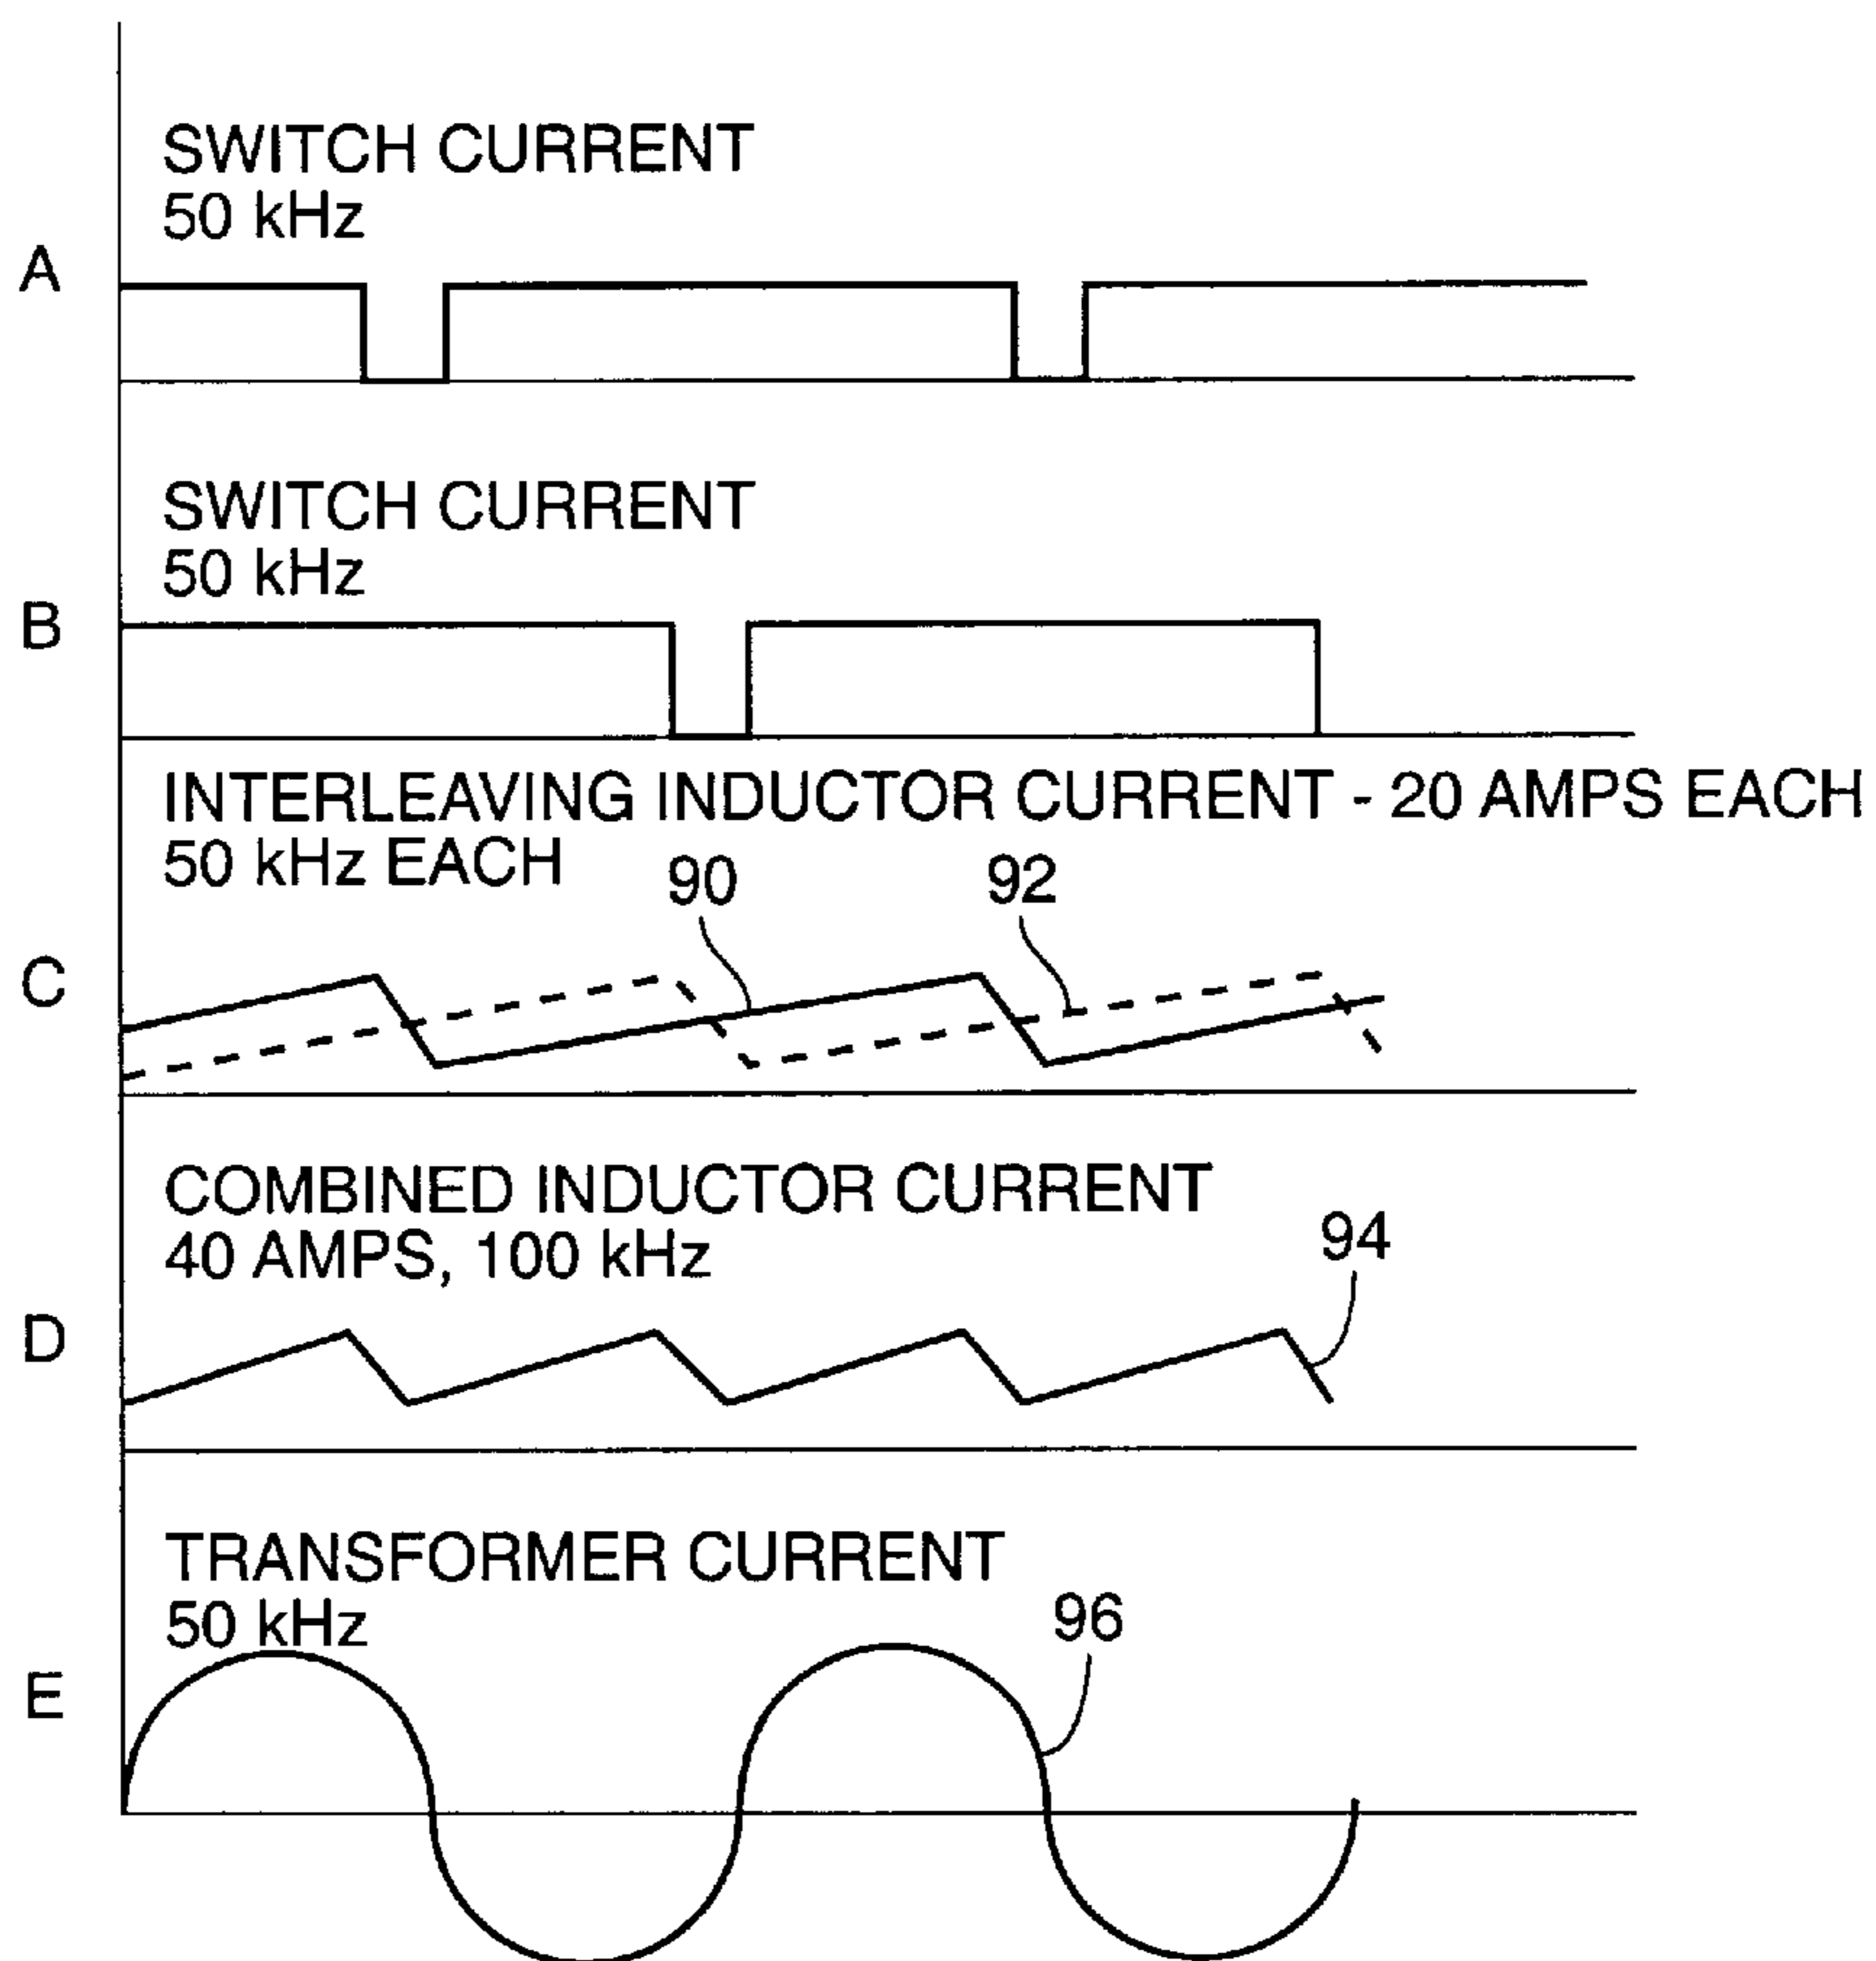 SWITCH CURRENT
50 kHz
A
SWITCH CURRENT
50 kHz
B
INTERLEAVING INDUCTOR CURRENT - 20 AMPS EACH
50 kHz EACH
90
92
C
COMBINED INDUCTOR CURRENT
40 AMPS, 100 kHz
94
D
TRANSFORMER CURRENT
50 kHz
96
E